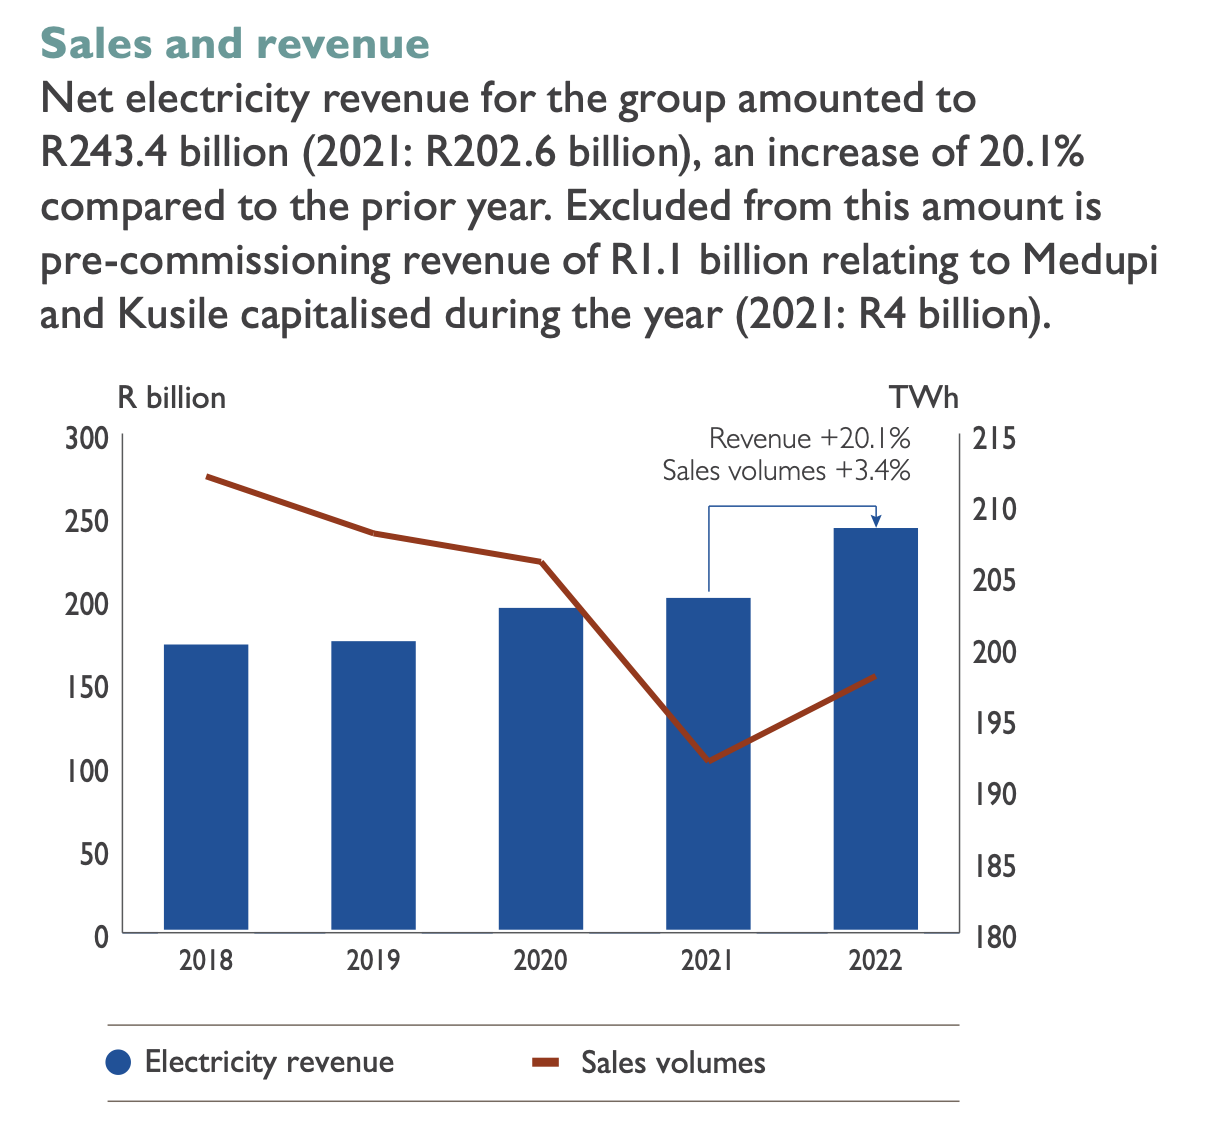 Sales and revenue
Net electricity revenue for the group amounted to
R243.4 billion (2021: R202.6 billion), an increase of 20.1%
compared to the prior year. Excluded from this amount is
pre-commissioning revenue of R1.1 billion relating to Medupi
and Kusile capitalised during the year (2021: R4 billion).
R billion
TWh
300
250
200
150
100
50
0
Revenue +20.1%
Sales volumes +3.4%
215
210
205
200
195
190
185
180
2018
2019
2020
2021
2022
Electricity revenue
Sales volumes